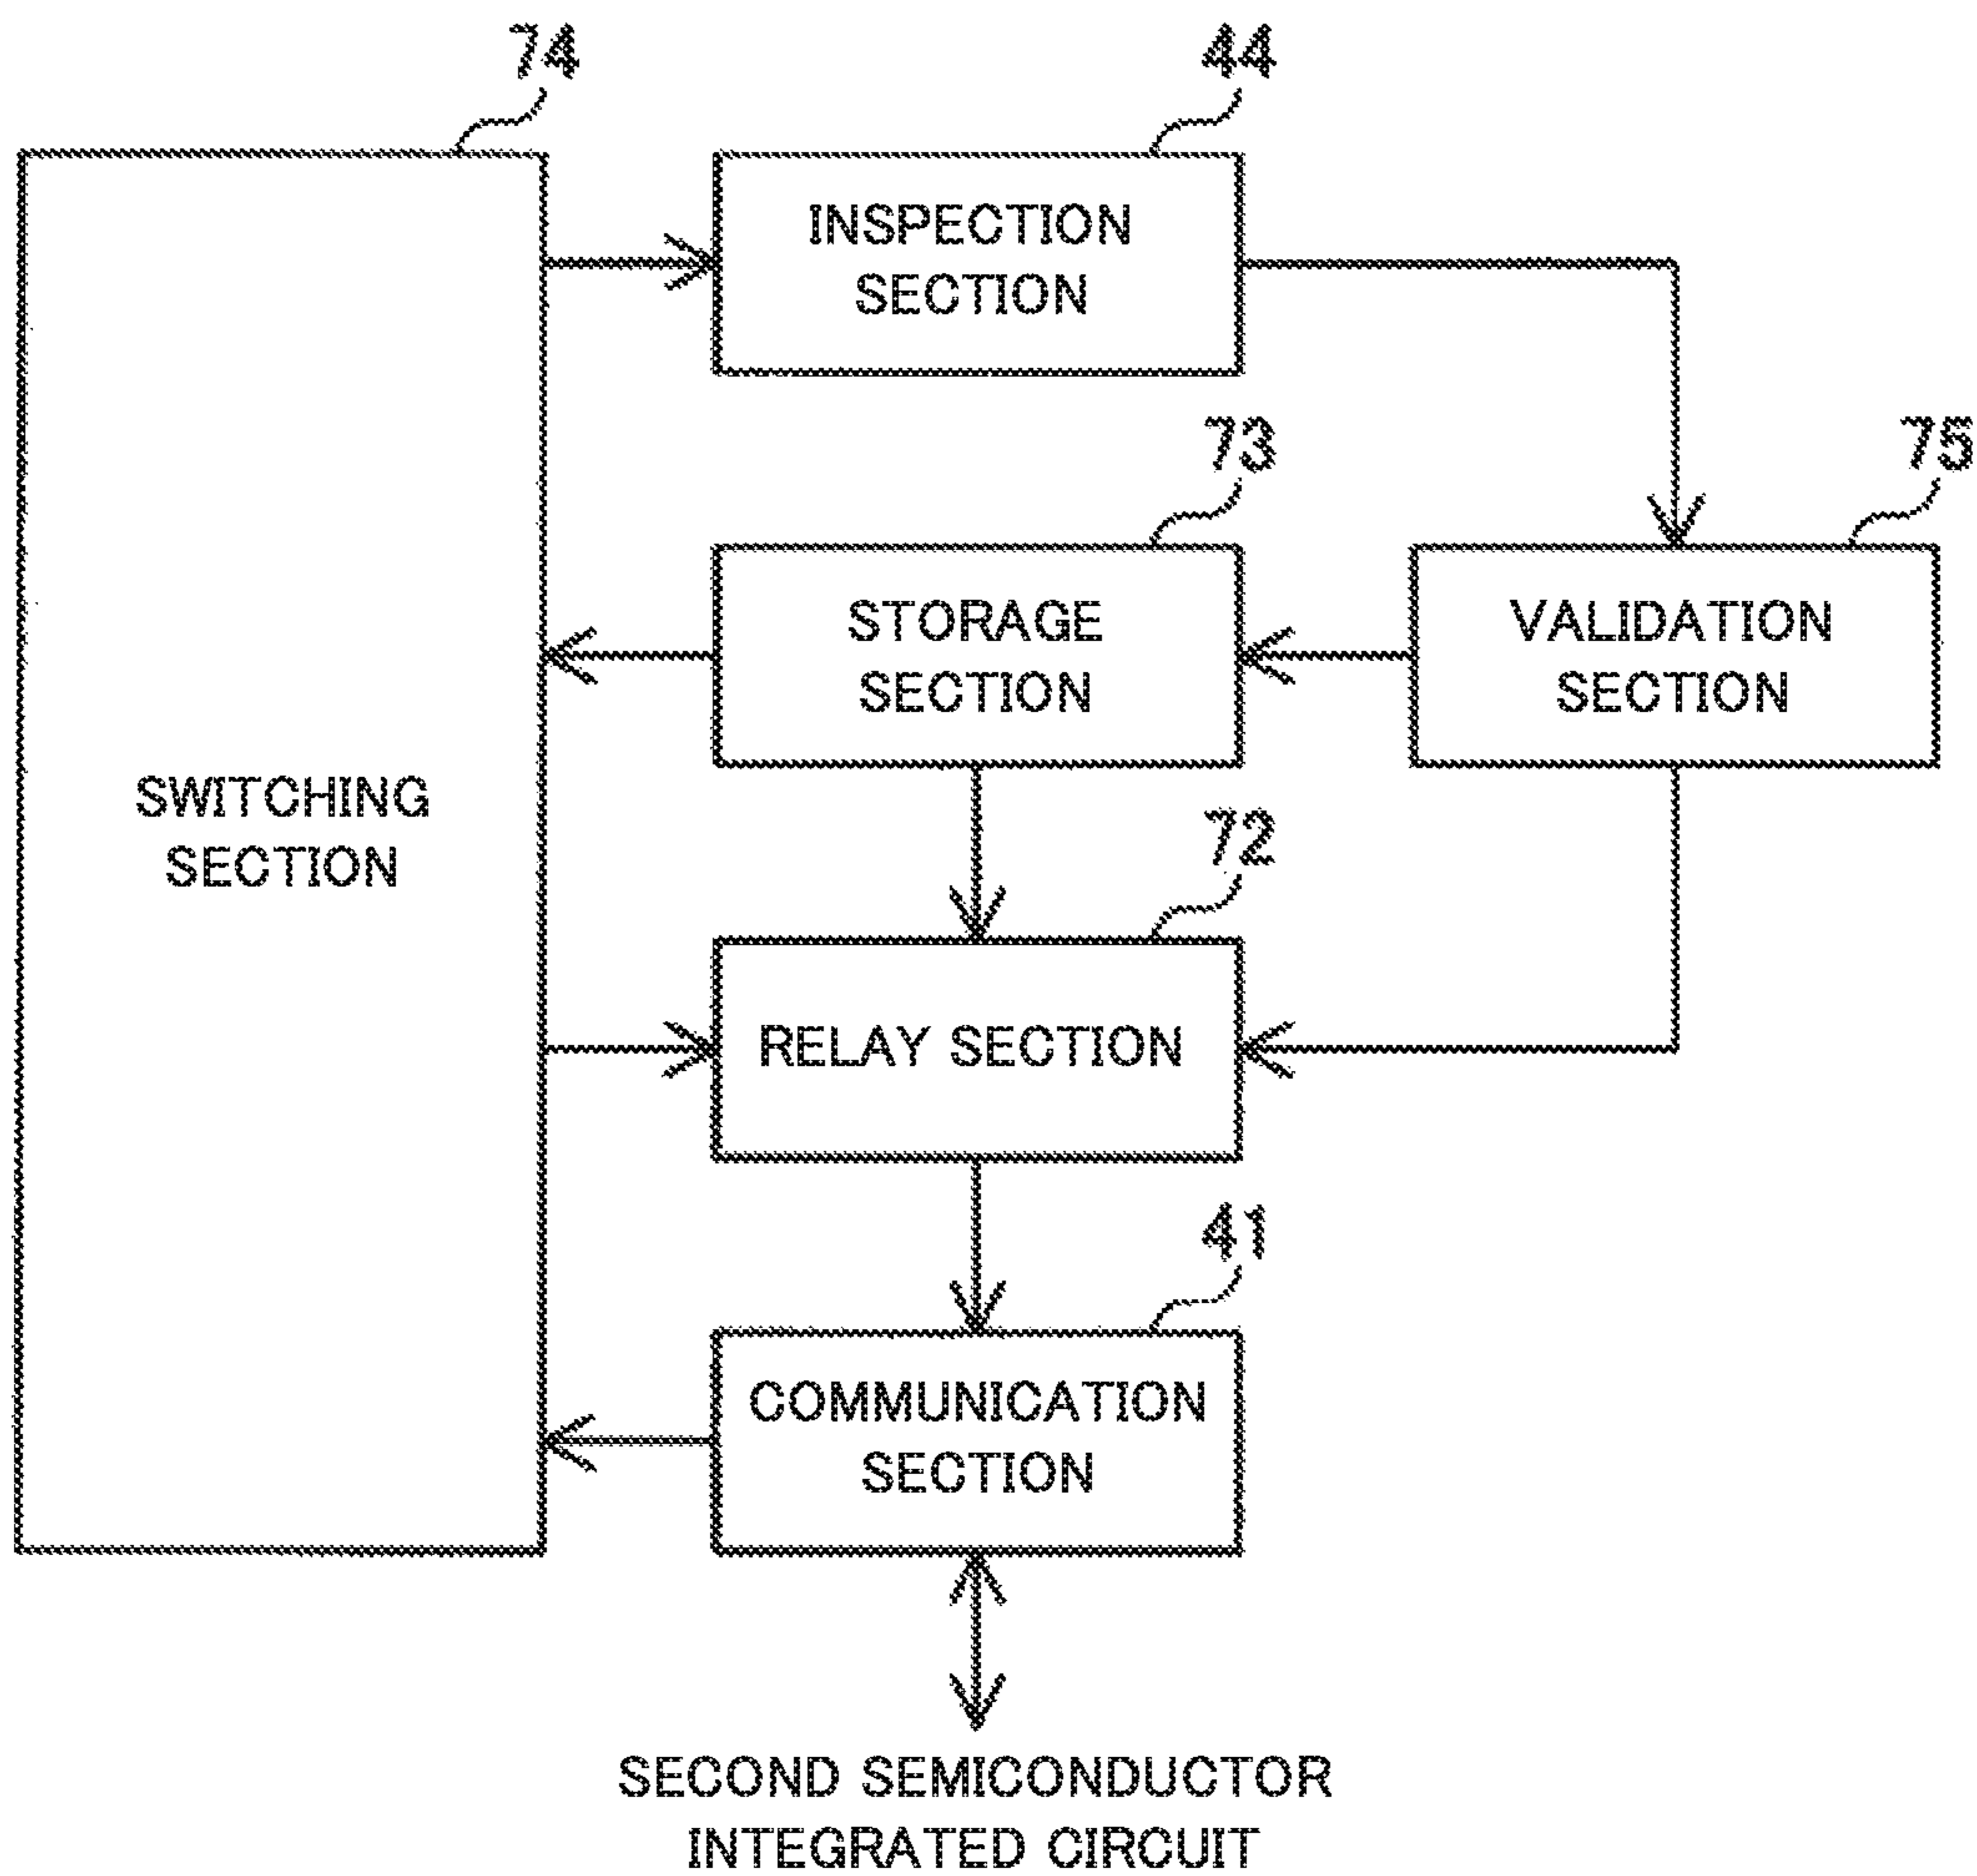 74
44
INSPECTION
SECTION
73
75
STORAGE
SECTION
VALIDATION
SECTION
SWITCHING
SECTION
72
RELAY SECTION
41
COMMUNICATION
SECTION
SECOND SEMICONDUCTOR
INTEGRATED CIRCUIT